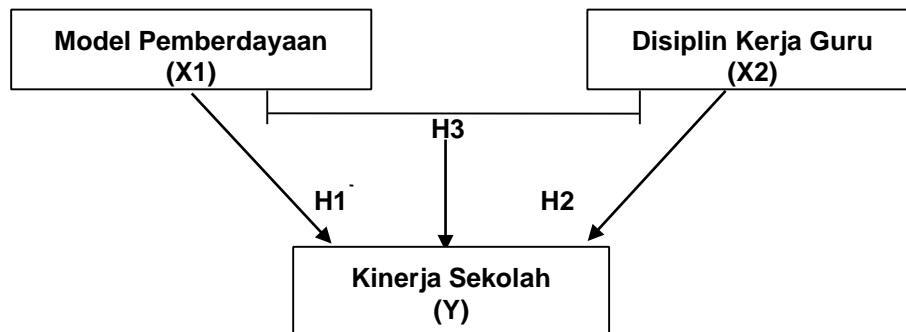 Model Pemberdayaan
(X1)
Disiplin Kerja Guru
(X2)
H3
H1
H2
Kinerja Sekolah
(Y)